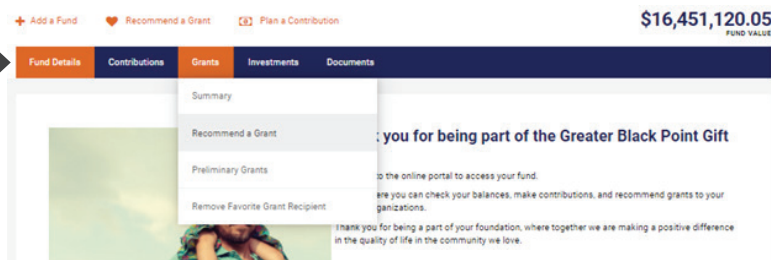 Add a Fund
Recommend a Grant
Plan a Contribution
$16,451,120.05
FUND VALUE
Fund Details
Contributions
Grants
Investments
Documents
Summary
Recommend a Grant
Preliminary Grants
Remove Favorite Grant Recipient
you for being part of the Greater Black Point Gift
to the online portal to access your fund.
you can check your balances, make contributions, and recommend grants to your
Thank you for being a part of your foundation, where together we are making a positive difference
in the quality of life in the community we love.